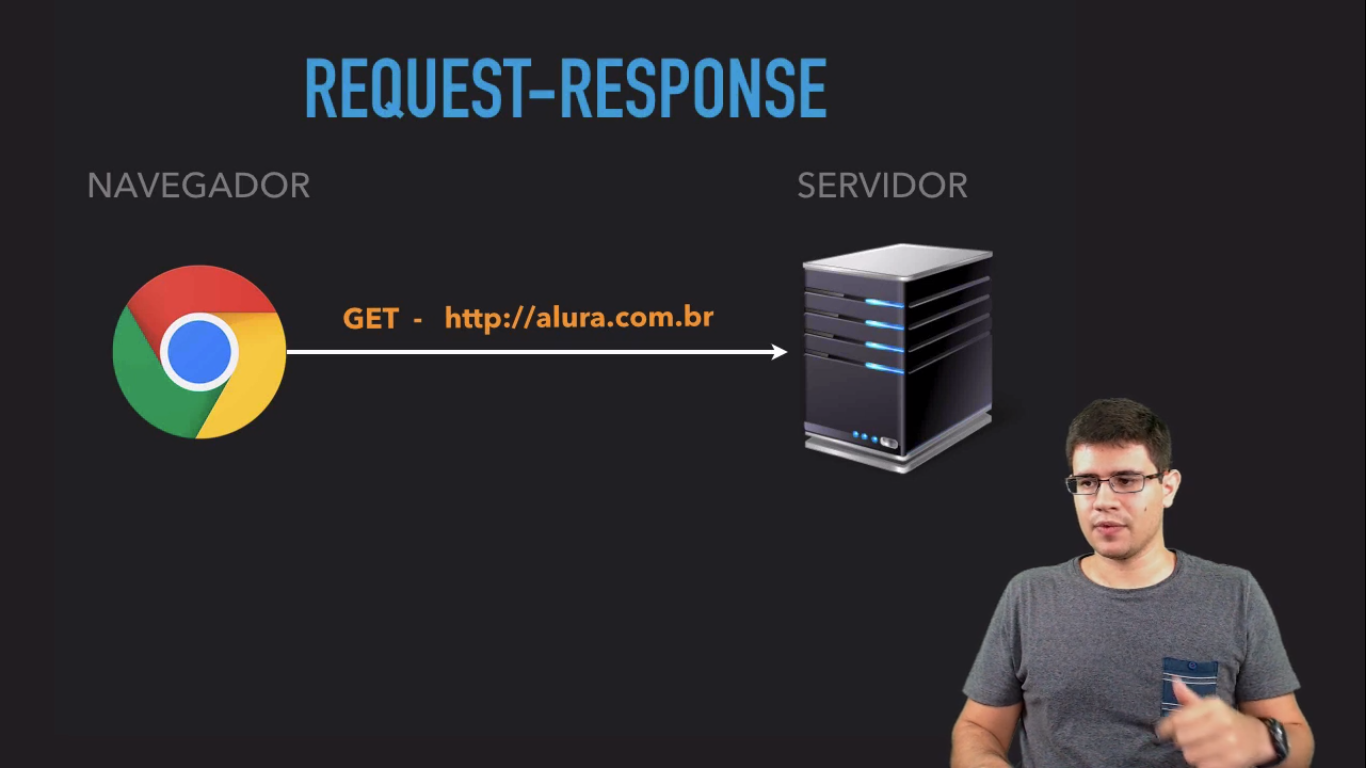 REQUEST-RESPONSE
NAVEGADOR
SERVIDOR
GET - http://alura.com.br